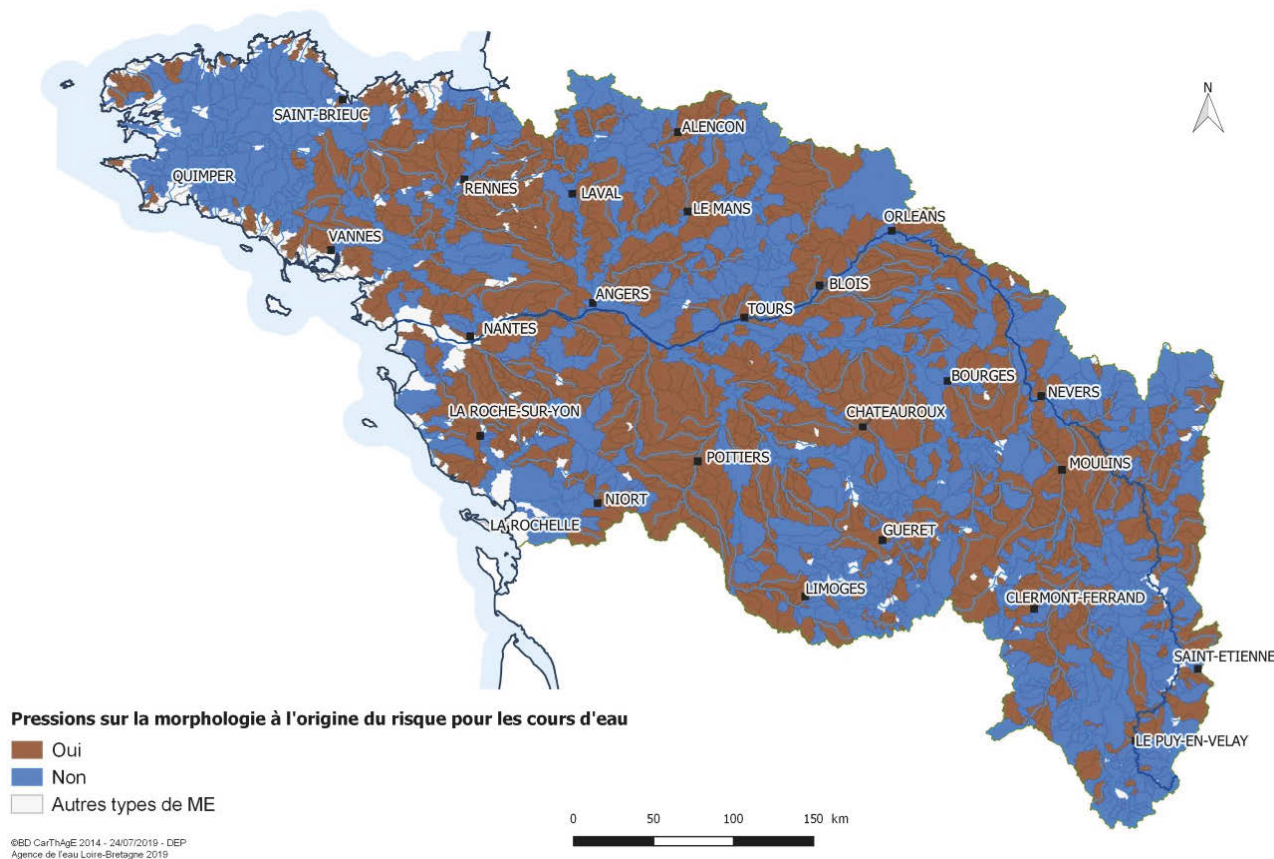 N
ALENCON
SAINT-BRIEUC
QUIMPER
RENNES
LAVAL
LE MANS
ORLEANS
VANNES
BLOIS
ANGERS
TOURS
NANTES
BOURGES
NEVERS
LA ROCHE-SUR-YON
CHATEAUROUX
POITIERS
MOULINS
NIORT
LA ROCHELLE
GUERET
LIMOGES
CLERMONT-FERRAND
SAINT-ETIENNE
LE PUY-EN-VELAY
Pressions sur la morphologie à l'origine du risque pour les cours d'eau
Oui
Non
Autres types de ME
0 50 100 150 km
©BD CarThAgE 2014 - 24/07/2019 - DEP
Agence de l'eau Loire-Bretagne 2019